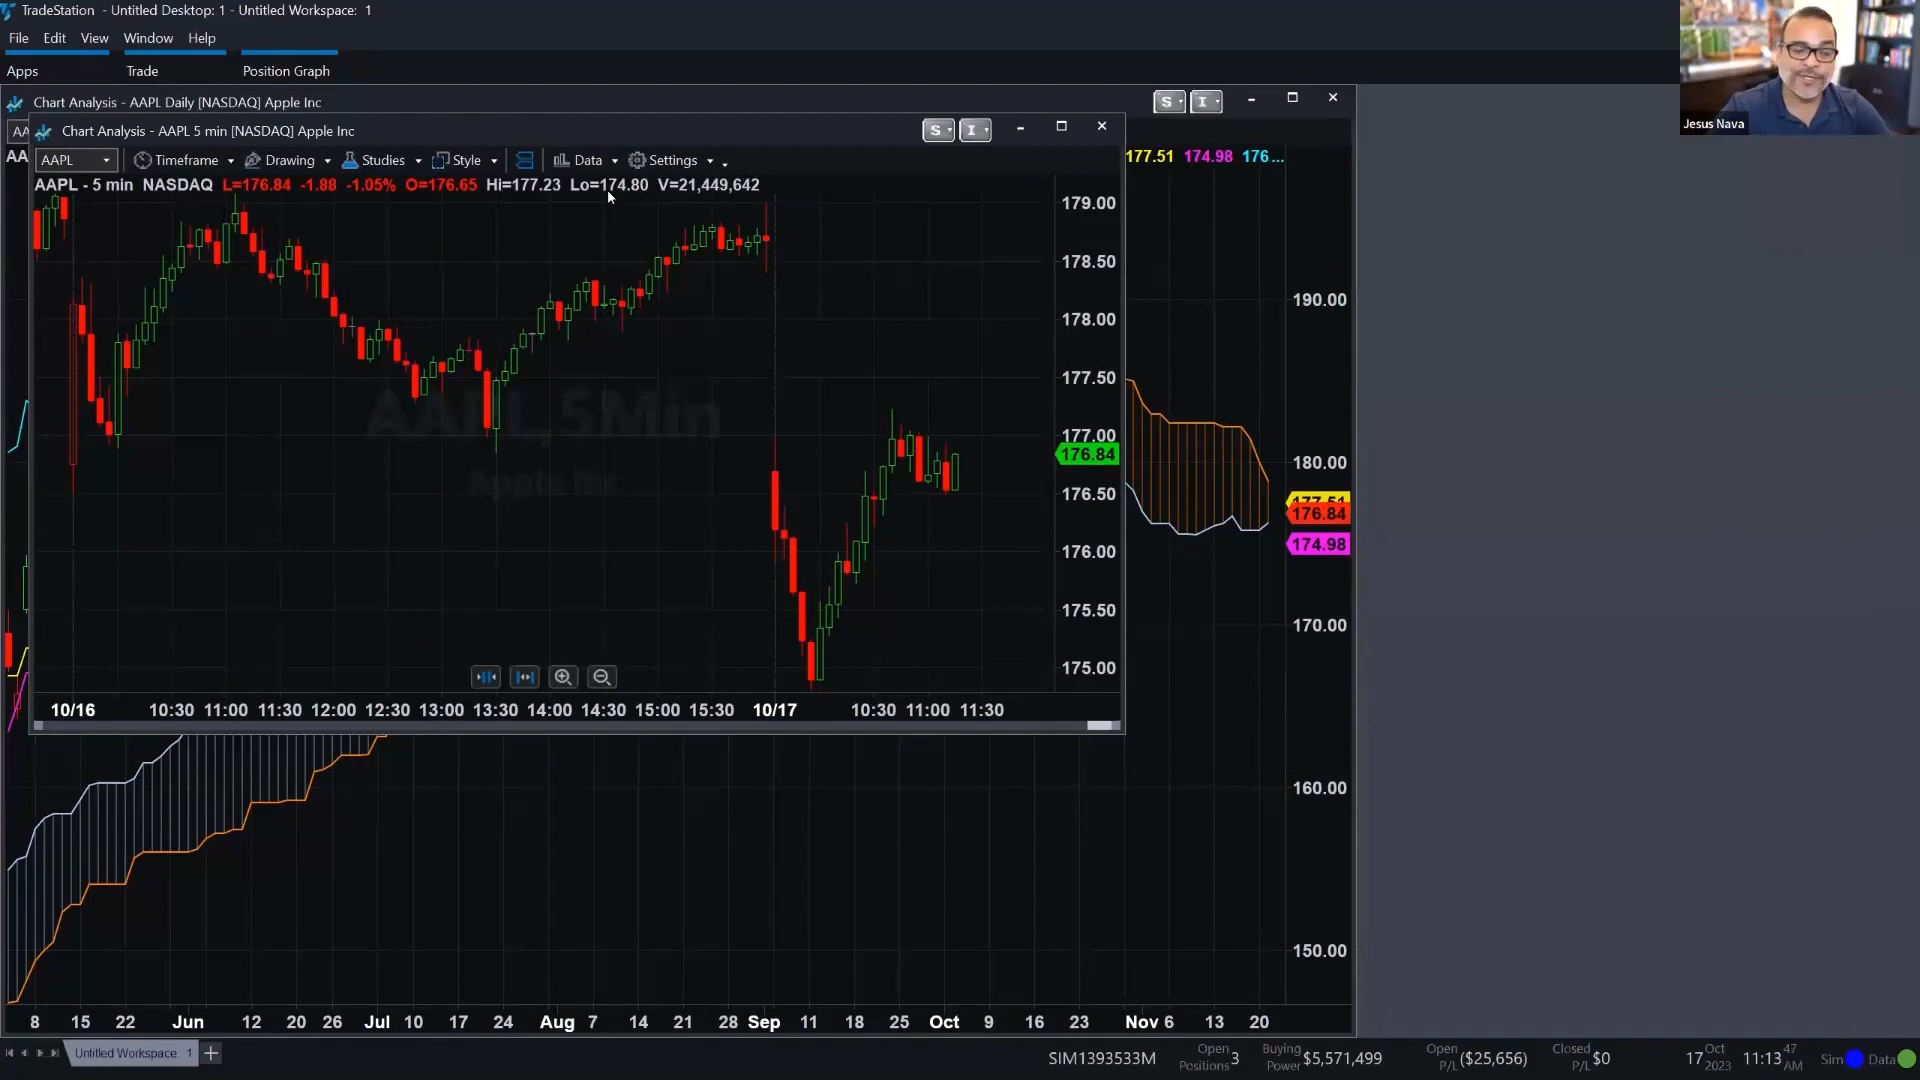 TradeStation - Untitled Desktop: 1 - Untitled Workspace: 1
File Edit View Window Help
Apps Trade Position Graph
Jesus Nava
Chart Analysis - AAPL Daily [NASDAQ] Apple Inc S I
AA
Chart Analysis - AAPL 5 min [NASDAQ] Apple Inc S I
AA 177.51 174.98 176...
AAPL Timeframe Drawing Studies Style Data Settings
AAPL - 5 min NASDAQ L=176.84 -1.88 -1.05% O=176.65 Hi=177.23 Lo=174.80 V=21,449,642
179.00
178.50
178.00
177.50
177.00
176.84
176.50
176.00
175.50
175.00
AAPL,5Min
Apple Inc
10/16 10:30 11:00 11:30 12:00 12:30 13:00 13:30 14:00 14:30 15:00 15:30 10/17 10:30 11:00 11:30
190.00
180.00
177.51
176.84
174.98
170.00
160.00
150.00
8 15 22 Jun 12 20 26 Jul 10 17 24 Aug 7 14 21 28 Sep 11 18 25 Oct 9 16 23 Nov 6 13 20
Untitled Workspace: 1 +
SIM1393533M Open Positions 3 Buying Power $5,571,499 Open P/L ($25,656) Closed P/L $0 17 Oct 2023 11:13 47 AM Sim Data